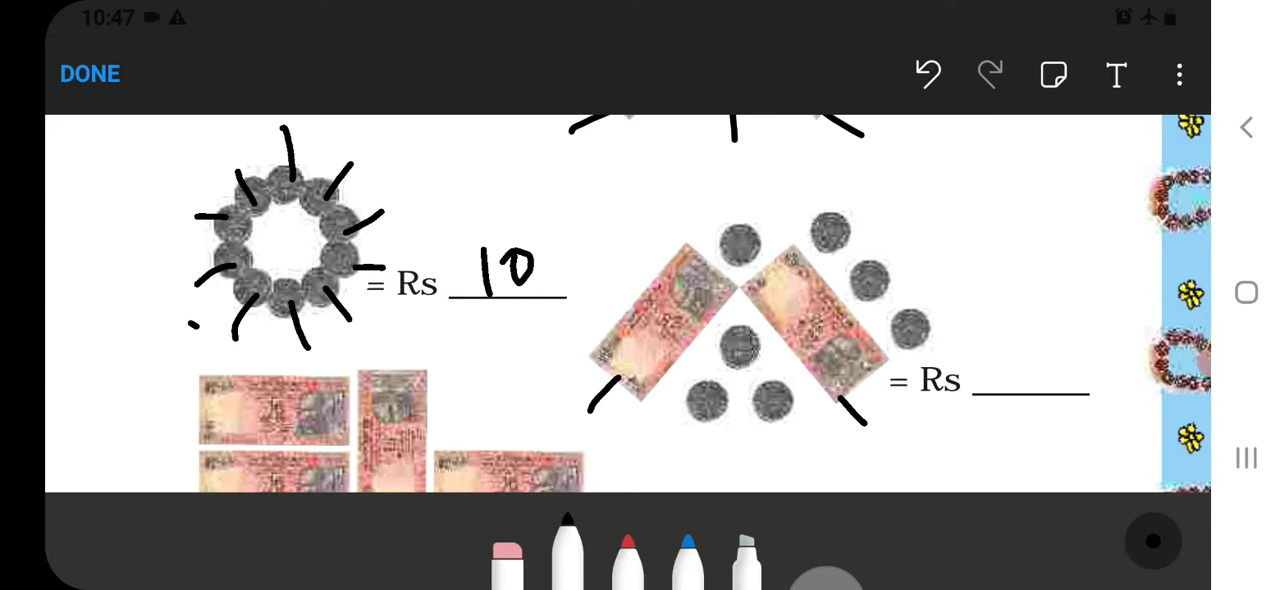 10:47
DONE
T
= Rs 10
= Rs